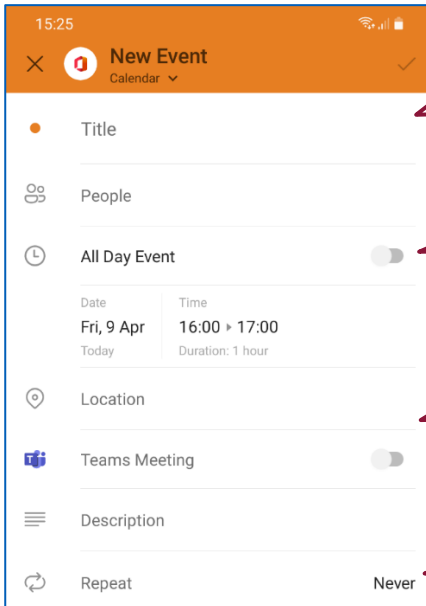 15:25
New Event
Calendar
Title
People
All Day Event
Date Time
Fri, 9 Apr 16:00 ▸ 17:00
Today Duration: 1 hour
Location
Teams Meeting
Description
Repeat Never